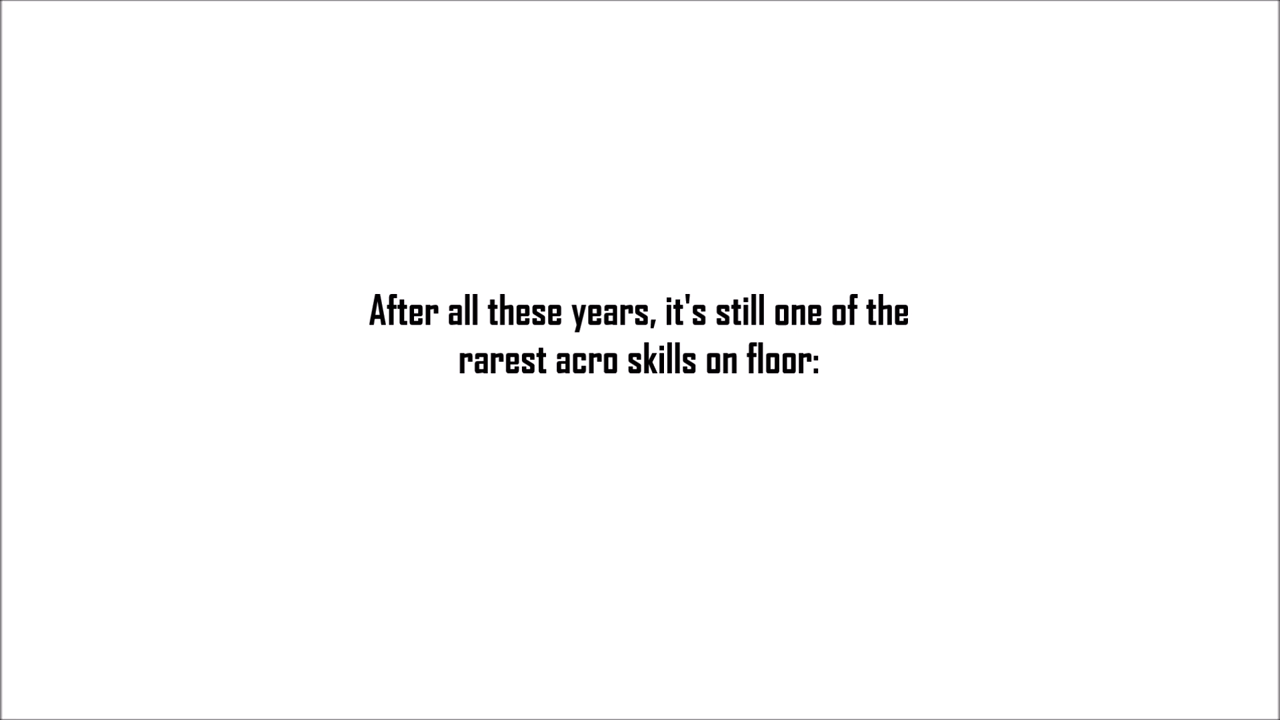 After all these years, it's still one of the
rarest acro skills on floor: